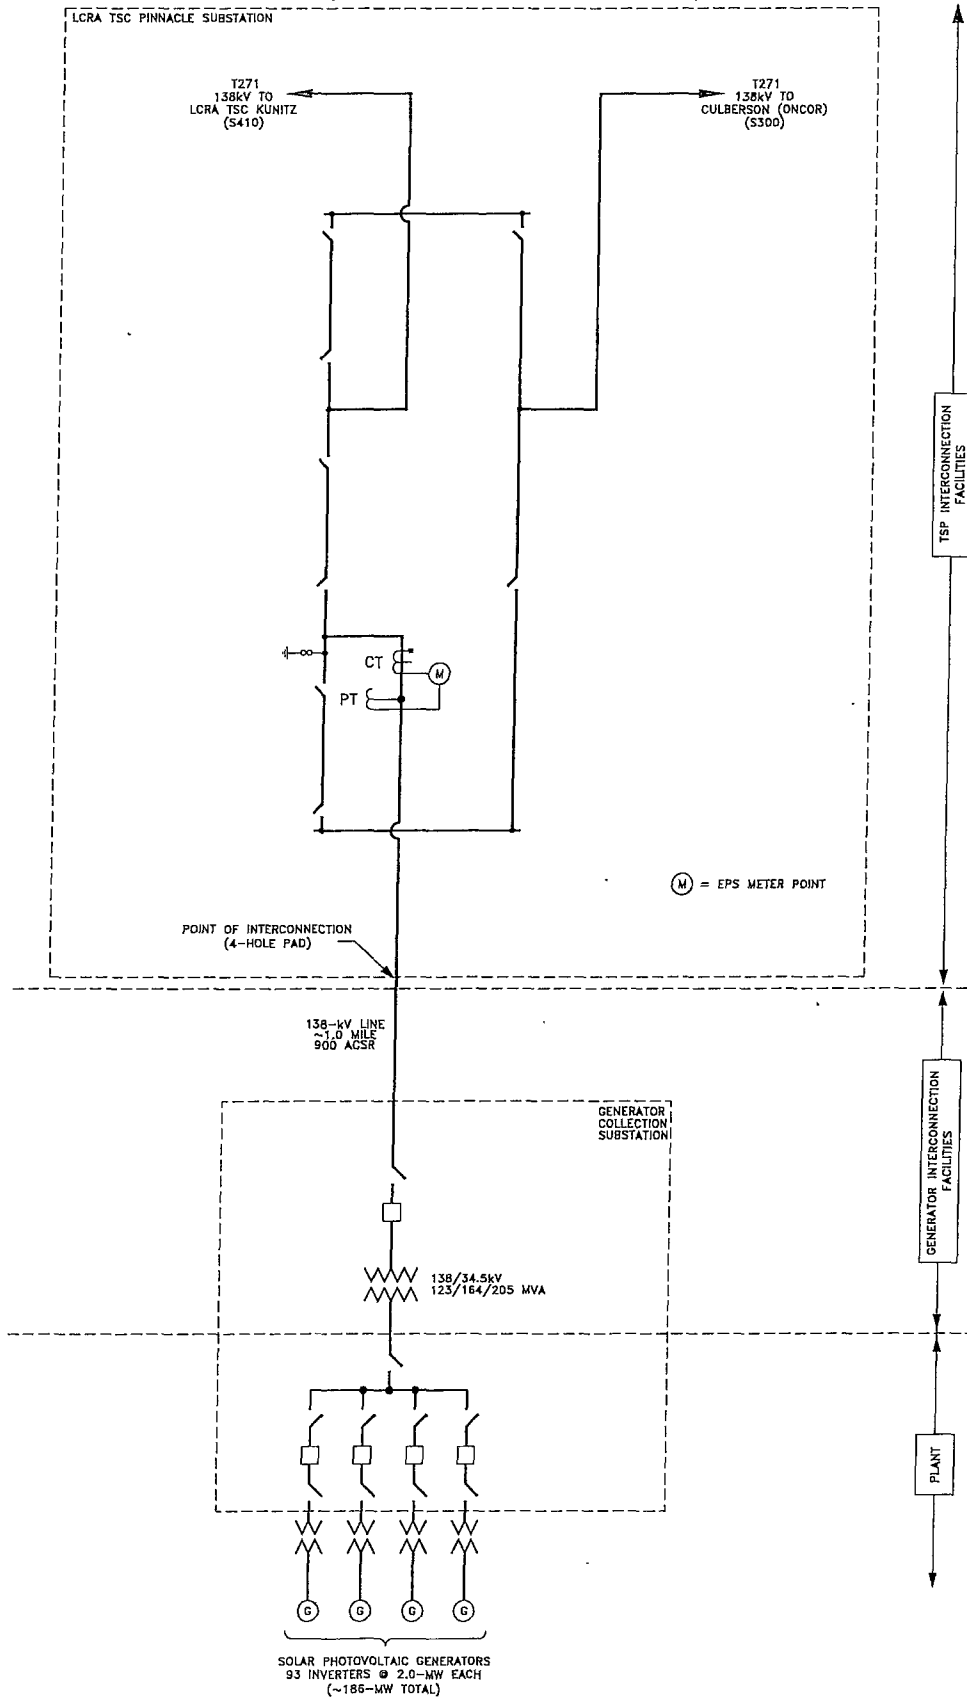 LCRA TSC PINNACLE SUBSTATION
T271
138kV TO
LCRA TSC KUNITZ
(S410)
T271
138kV TO
CULBERSON (ONCOR)
(S300)
TSP INTERCONNECTION
FACILITIES
CT
M
PT
M = EPS METER POINT
POINT OF INTERCONNECTION
(4-HOLE PAD)
138-kV LINE
~1.0 MILE
900 ACSR
GENERATOR
COLLECTION
SUBSTATION
GENERATOR INTERCONNECTION
FACILITIES
138/34.5kV
123/164/205 MVA
PLANT
G
G
G
G
SOLAR PHOTOVOLTAIC GENERATORS
93 INVERTERS @ 2.0-MW EACH
(~186-MW TOTAL)